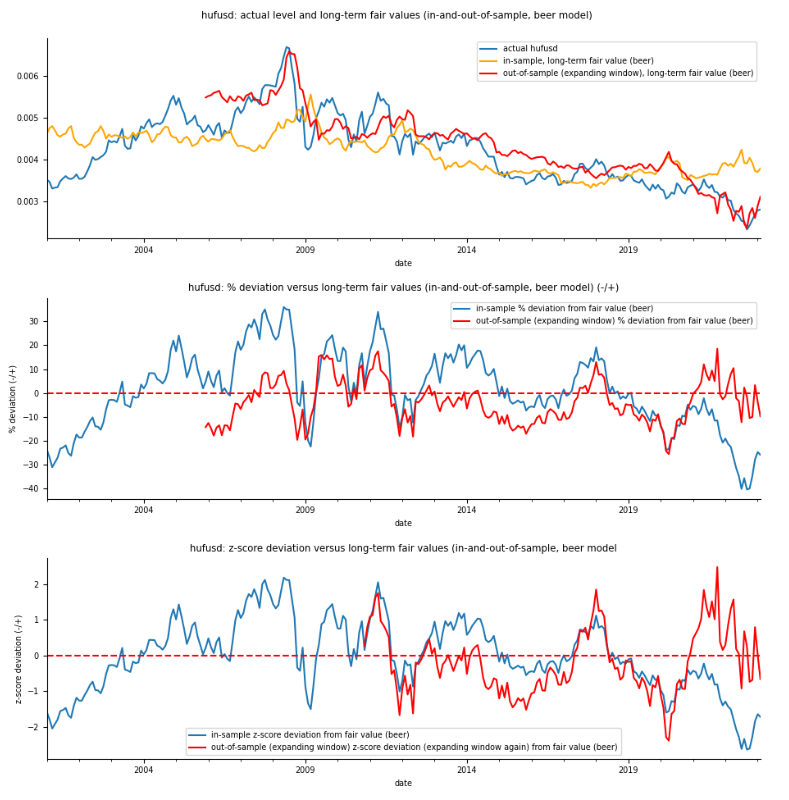 hufusd: actual level and long-term fair values (in-and-out-of-sample, beer model)
actual hufusd
in-sample, long-term fair value (beer)
out-of-sample (expanding window), long-term fair value (beer)
0.006
0.005
0.004
0.003
2004
2009
2014
2019
date
hufusd: % deviation versus long-term fair values (in-and-out-of-sample, beer model) (-/+)
in-sample % deviation from fair value (beer)
out-of-sample (expanding window) % deviation from fair value (beer)
% deviation (-/+)
30
20
10
0
−10
−20
−30
−40
2004
2009
2014
2019
date
hufusd: z-score deviation versus long-term fair values (in-and-out-of-sample, beer model
z-score deviation (-/+)
2
1
0
−1
−2
in-sample z-score deviation from fair value (beer)
out-of-sample (expanding window) z-score deviation (expanding window again) from fair value (beer)
2004
2009
2014
2019
date